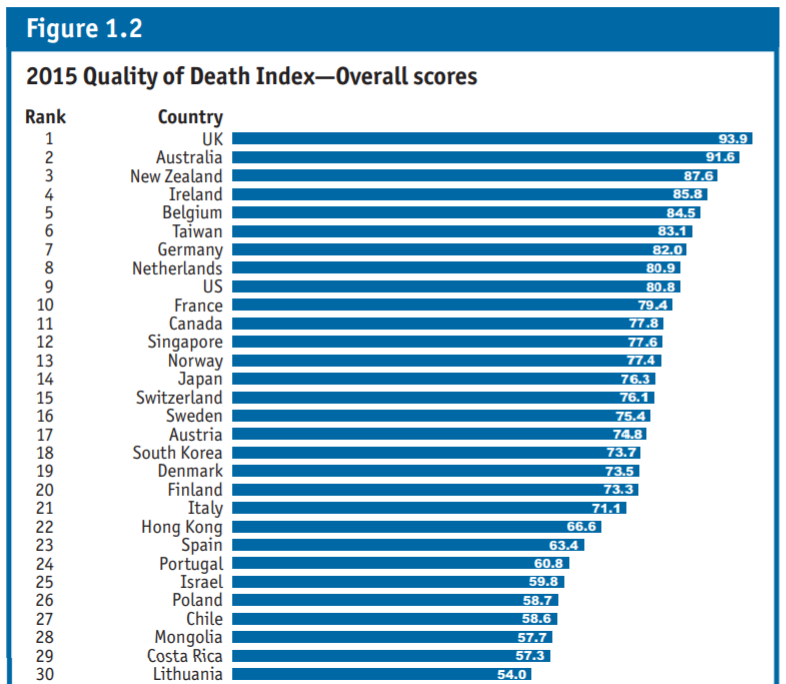 Figure 1.2
2015 Quality of Death Index—Overall scores
Rank Country
1 UK 93.9
2 Australia 91.6
3 New Zealand 87.6
4 Ireland 85.8
5 Belgium 84.5
6 Taiwan 83.1
7 Germany 82.0
8 Netherlands 80.9
9 US 80.8
10 France 79.4
11 Canada 77.8
12 Singapore 77.6
13 Norway 77.4
14 Japan 76.3
15 Switzerland 76.1
16 Sweden 75.4
17 Austria 74.8
18 South Korea 73.7
19 Denmark 73.5
20 Finland 73.3
21 Italy 71.1
22 Hong Kong 66.6
23 Spain 63.4
24 Portugal 60.8
25 Israel 59.8
26 Poland 58.7
27 Chile 58.6
28 Mongolia 57.7
29 Costa Rica 57.3
30 Lithuania 54.0